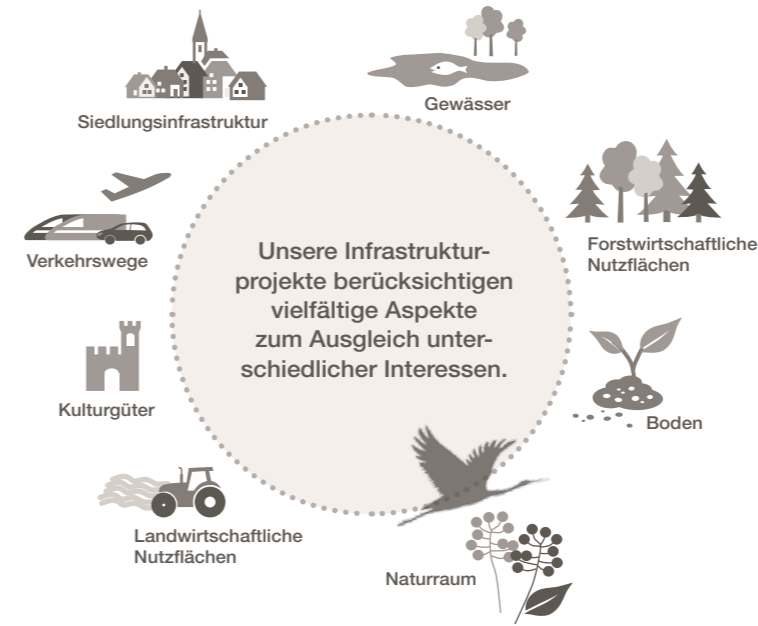 Siedlungsinfrastruktur
Gewässer
Forstwirtschaftliche
Nutzflächen
Verkehrswege
Unsere Infrastruktur-
projekte berücksichtigen
vielfältige Aspekte
zum Ausgleich unter-
schiedlicher Interessen.
Kulturgüter
Boden
Landwirtschaftliche
Nutzflächen
Naturraum